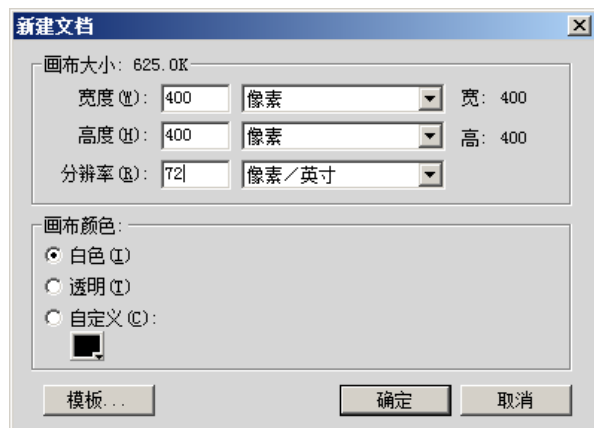 新建文档
画布大小: 625.0K
宽度(W): 400 像素 宽: 400
高度(H): 400 像素 高: 400
分辨率(R): 72 像素/英寸
画布颜色:
白色(I)
透明(T)
自定义(C):
模板... 确定 取消